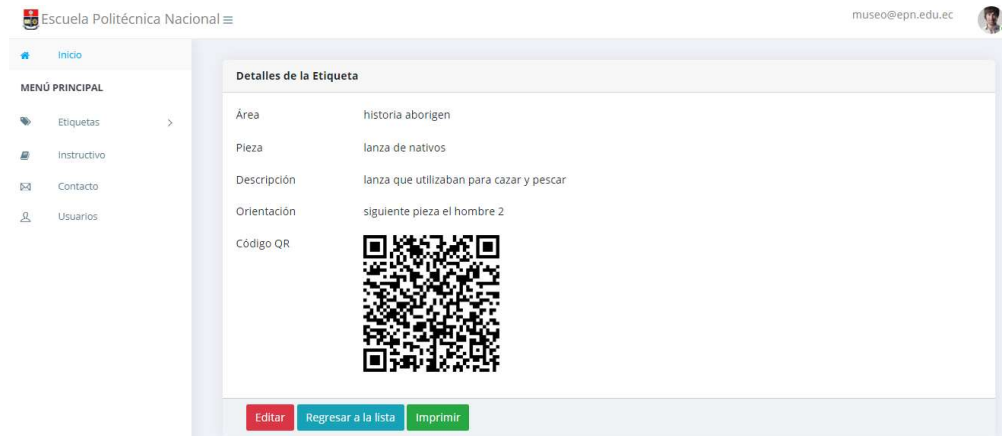 Escuela Politécnica Nacional
museo@epn.edu.ec
Inicio
MENÚ PRINCIPAL
Etiquetas
Instructivo
Contacto
Usuarios
Detalles de la Etiqueta
Área historia aborigen
Pieza lanza de nativos
Descripción lanza que utilizaban para cazar y pescar
Orientación siguiente pieza el hombre 2
Código QR
Editar Regresar a la lista Imprimir